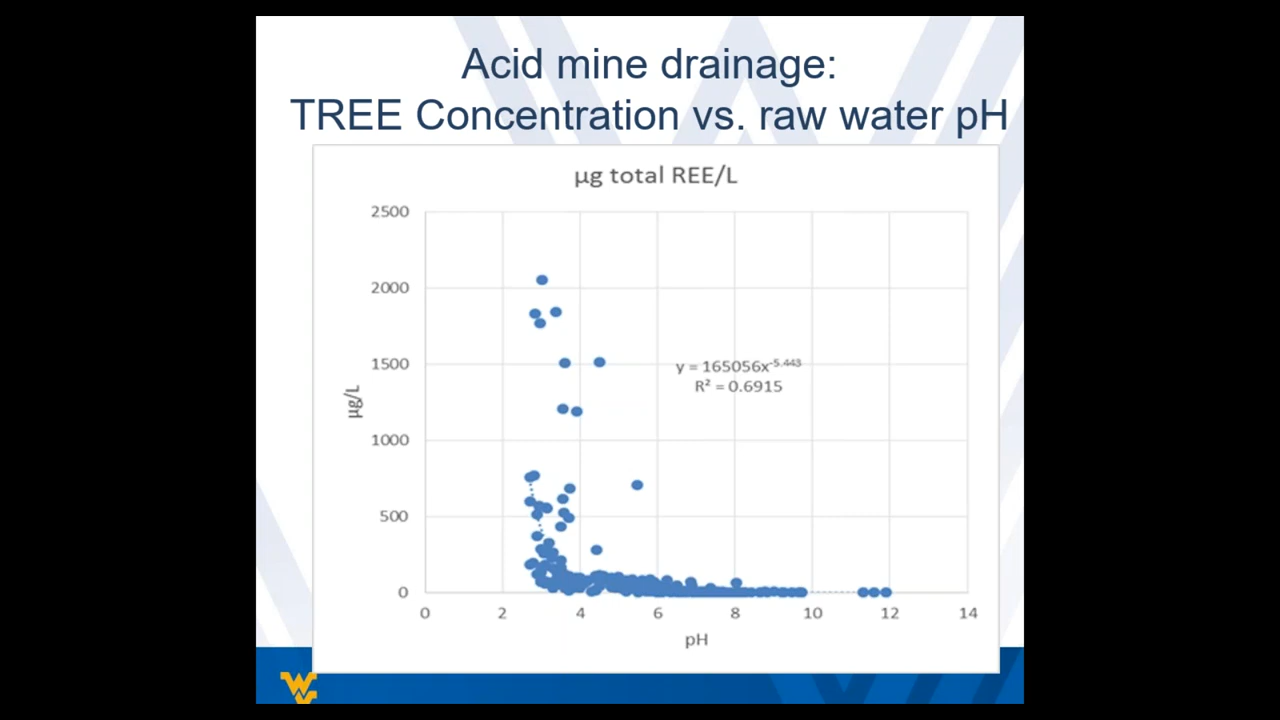 Acid mine drainage:
TREE Concentration vs. raw water pH
µg total REE/L
2500
2000
1500
1000
500
0
µg/L
y = 165056x^-5.443
R² = 0.6915
0 2 4 6 8 10 12 14
pH
WV